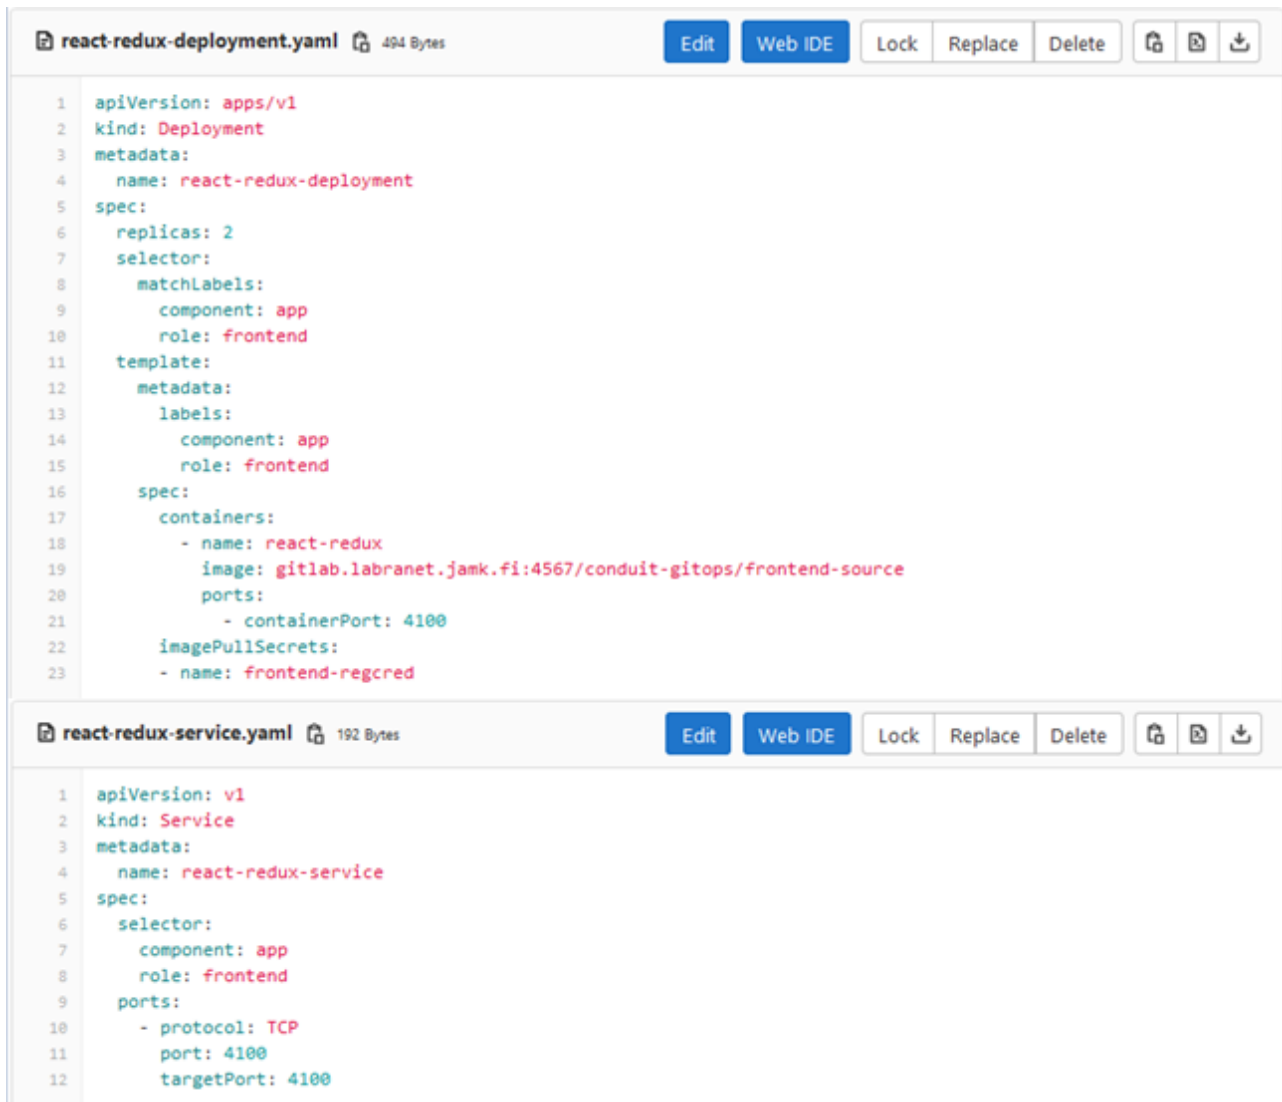 react-redux-deployment.yaml 494 Bytes Edit Web IDE Lock Replace Delete
1 apiVersion: apps/v1
2 kind: Deployment
3 metadata:
4   name: react-redux-deployment
5 spec:
6   replicas: 2
7   selector:
8     matchLabels:
9       component: app
10       role: frontend
11   template:
12     metadata:
13       labels:
14         component: app
15         role: frontend
16     spec:
17       containers:
18         - name: react-redux
19           image: gitlab.labranet.jamk.fi:4567/conduit-gitops/frontend-source
20           ports:
21             - containerPort: 4100
22       imagePullSecrets:
23       - name: frontend-regcred
react-redux-service.yaml 192 Bytes Edit Web IDE Lock Replace Delete
1 apiVersion: v1
2 kind: Service
3 metadata:
4   name: react-redux-service
5 spec:
6   selector:
7     component: app
8     role: frontend
9   ports:
10     - protocol: TCP
11       port: 4100
12       targetPort: 4100